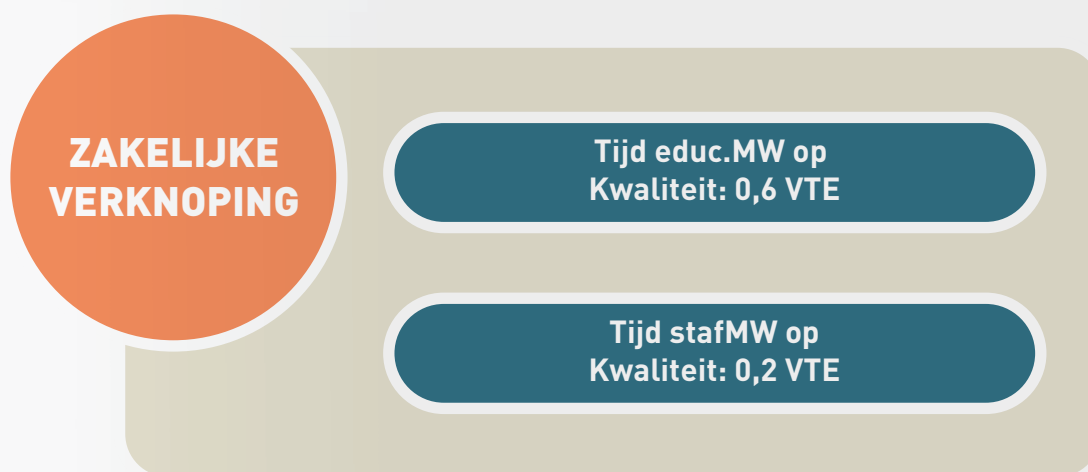 ZAKELIJKE
VERKNOPING
Tijd educ.MW op
Kwaliteit: 0,6 VTE
Tijd stafMW op
Kwaliteit: 0,2 VTE